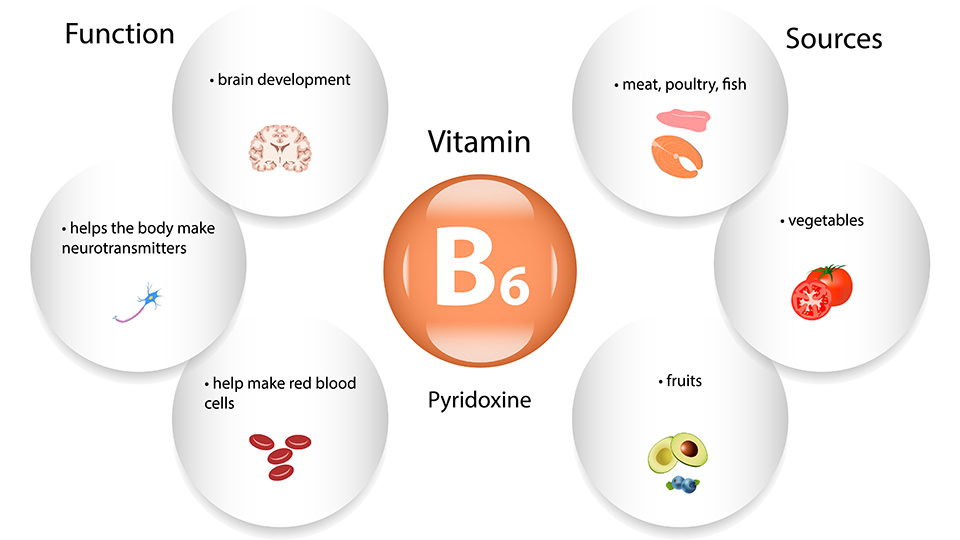 Function
• brain development
• helps the body make
neurotransmitters
• help make red blood
cells
Vitamin
B6
Pyridoxine
Sources
• meat, poultry, fish
• vegetables
• fruits